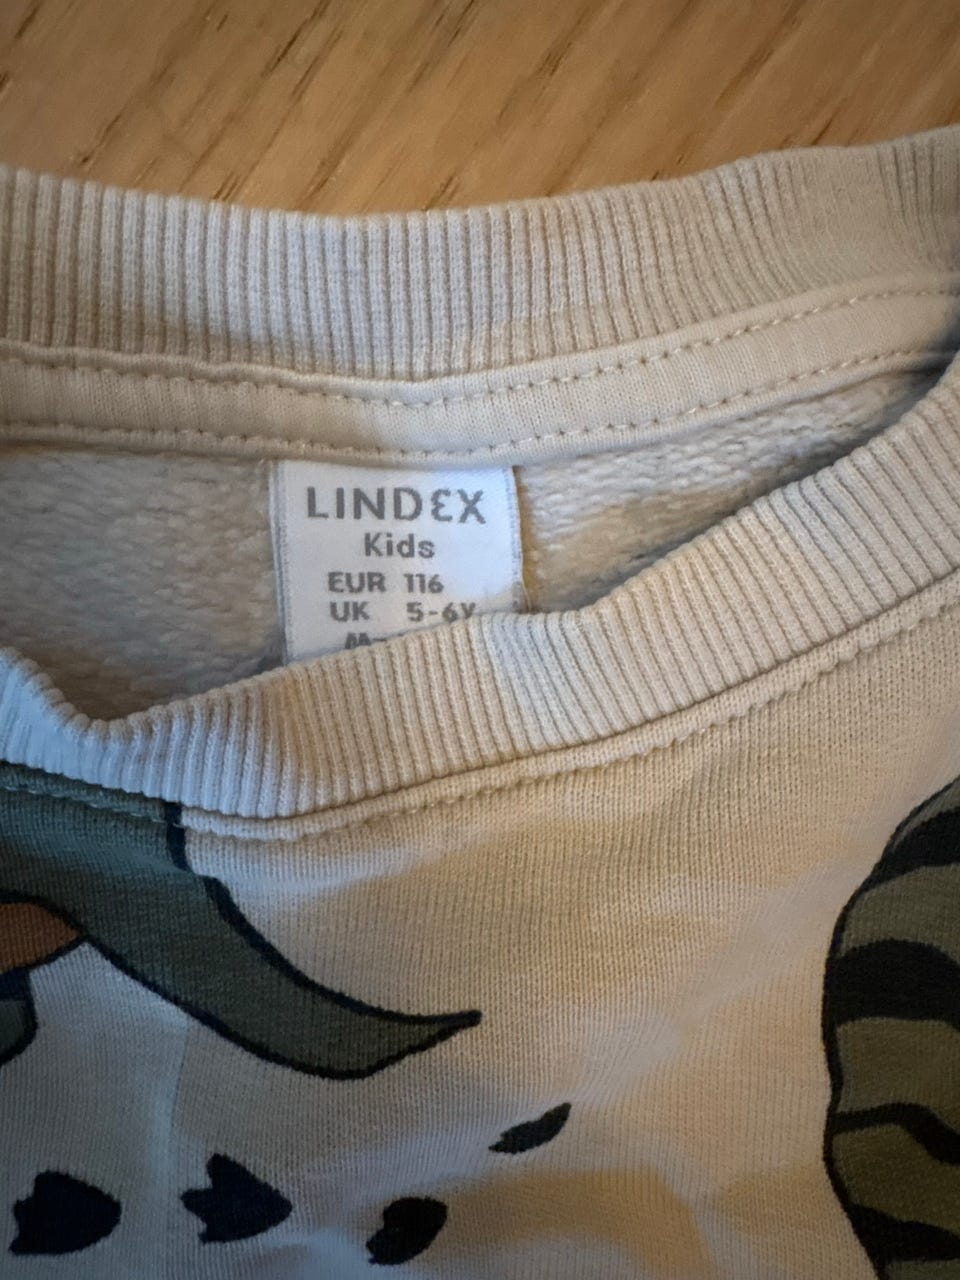 LINDEX
Kids
EUR 116
UK 5-6Y